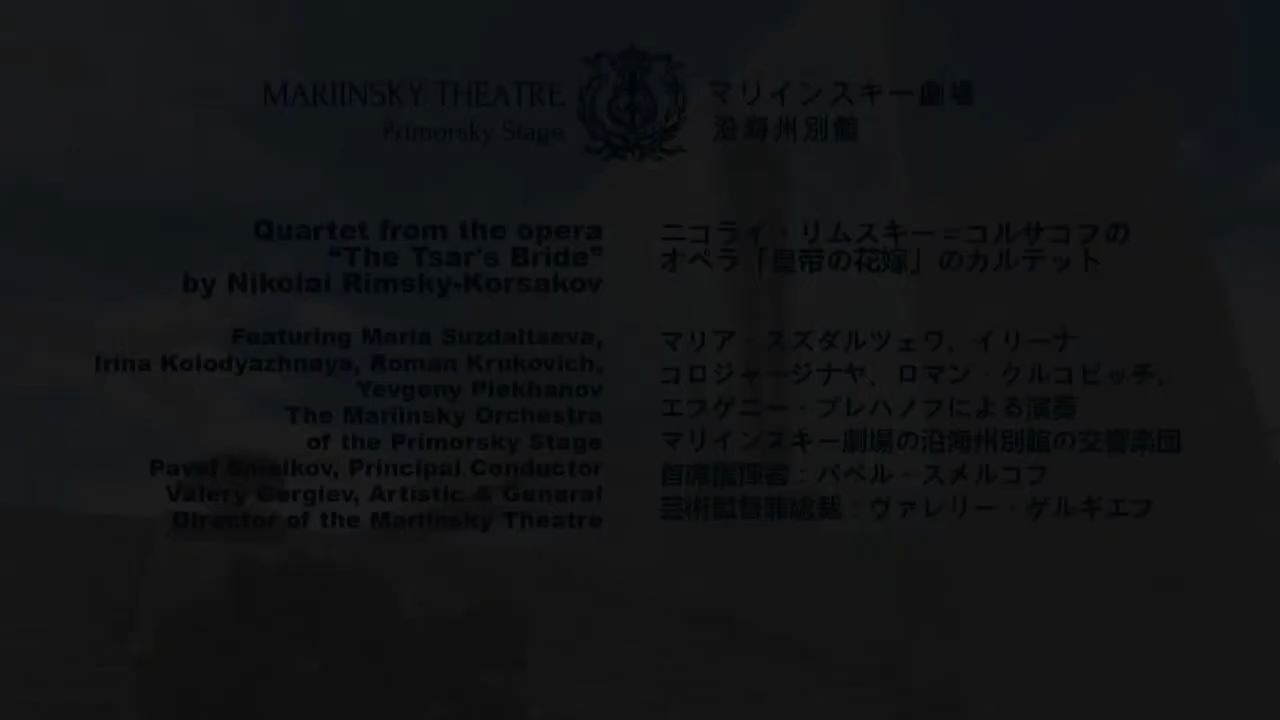 MARIINSKY THEATRE
Primorsky Stage
マリインスキー劇場
沿海州別館
Quartet from the opera
"The Tsar's Bride"
by Nikolai Rimsky-Korsakov
ニコライ・リムスキー=コルサコフの
オペラ「皇帝の花嫁」のカルテット
Featuring Maria Suzdaltseva,
Irina Kolodyazhnaya, Roman Krukovich,
Yevgeny Plekhanov
The Mariinsky Orchestra
of the Primorsky Stage
Pavel Smelkov, Principal Conductor
Valery Gergiev, Artistic & General
Director of the Mariinsky Theatre
マリア・スズダルツェワ、イリーナ
コロジャージナヤ、ロマン・クルコビッチ、
エフゲニー・プレハノフによる演奏
マリインスキー劇場の沿海州別館の交響楽団
首席指揮者：パベル・スメルコフ
芸術監督兼総裁：ヴァレリー・ゲルギエフ